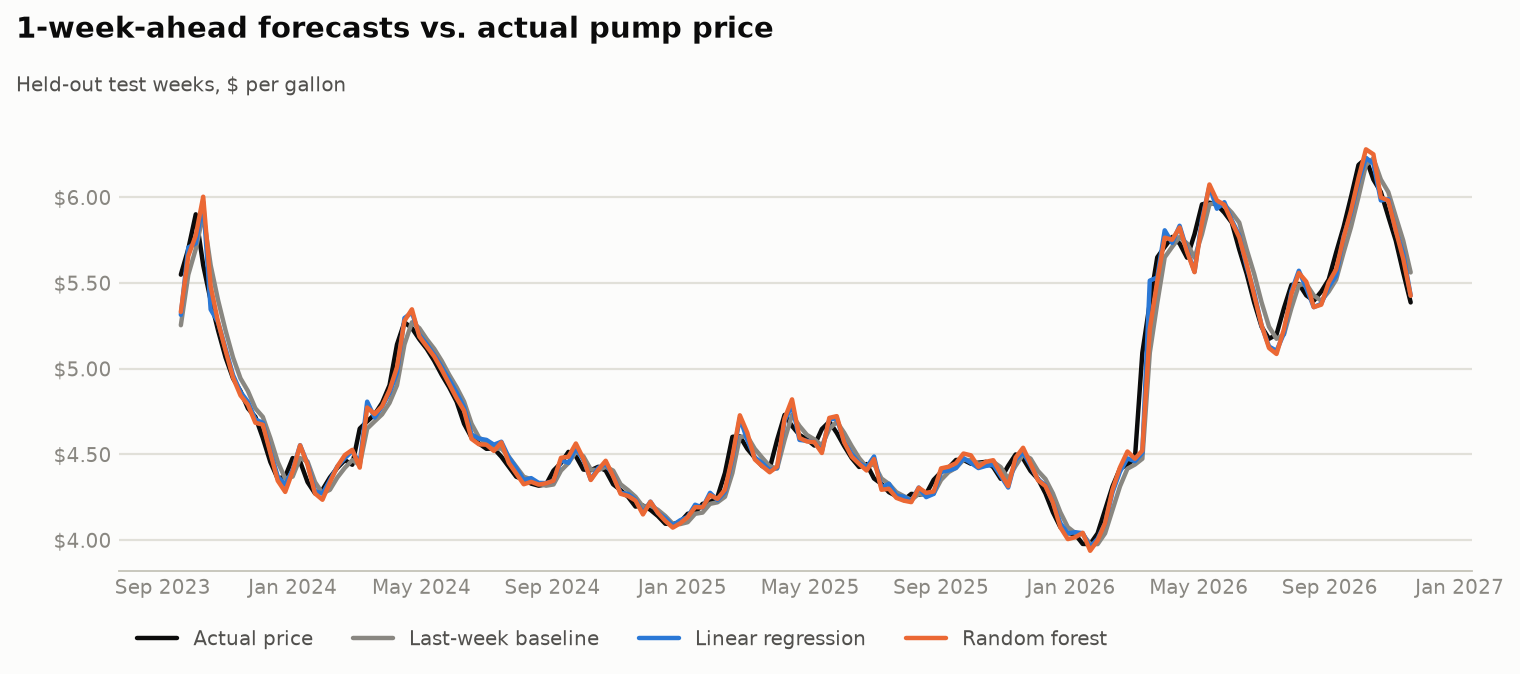 1-week-ahead forecasts vs. actual pump price
Held-out test weeks, $ per gallon
$6.00
$5.50
$5.00
$4.50
$4.00
Sep 2023 Jan 2024 May 2024 Sep 2024 Jan 2025 May 2025 Sep 2025 Jan 2026 May 2026 Sep 2026 Jan 2027
Actual price Last-week baseline Linear regression Random forest